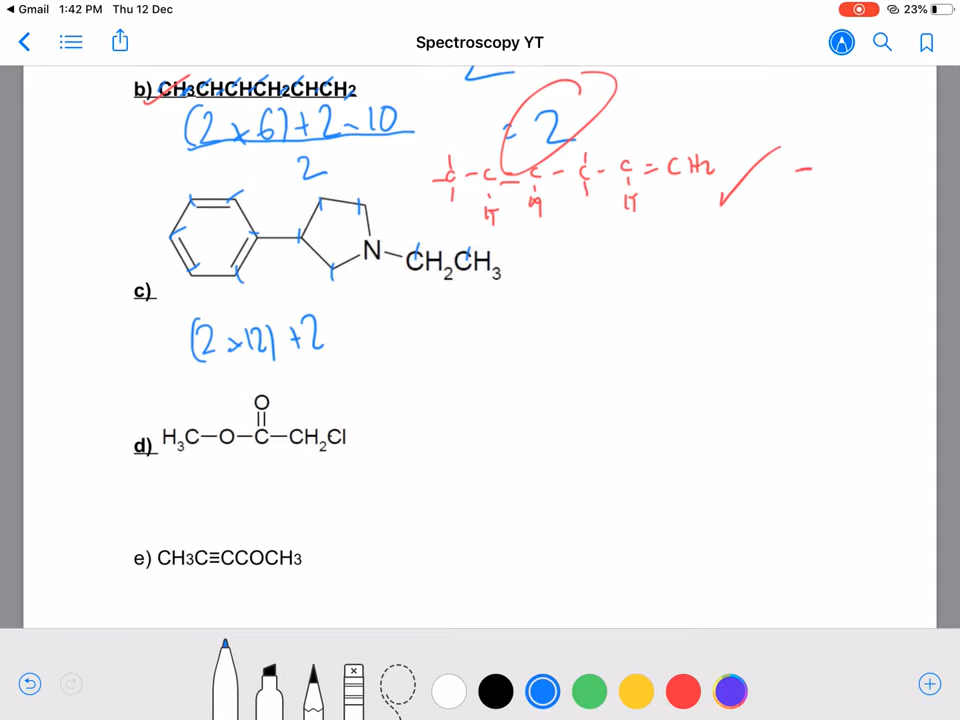 Gmail 1:42 PM Thu 12 Dec 23%
Spectroscopy YT
b) CH3CHCHCH2CHCH2
(2 x 6) + 2 - 10
2
= 2
C - C = C - C - C = CH2
H H H
N CH2CH3
c)
(2 x 12) + 2
O
d) H3C-O-C-CH2Cl
e) CH3C≡CCOCH3